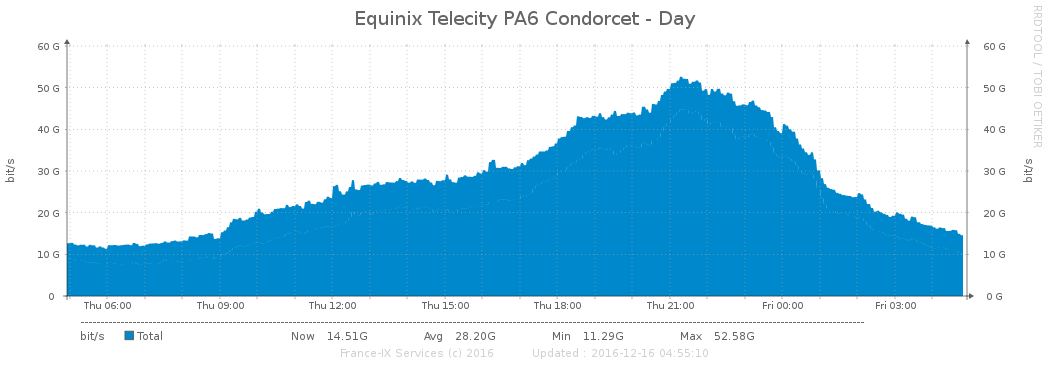 Equinix Telecity PA6 Condorcet - Day
RRDTOOL / TOBI OETIKER
60 G 60 G
50 G 50 G
40 G 40 G
30 G 30 G
20 G 20 G
10 G 10 G
0 0 G
bit/s bit/s
Thu 06:00 Thu 09:00 Thu 12:00 Thu 15:00 Thu 18:00 Thu 21:00 Fri 00:00 Fri 03:00
bit/s Total Now 14.51G Avg 28.20G Min 11.29G Max 52.58G
France-IX Services (c) 2016 Updated : 2016-12-16 04:55:10